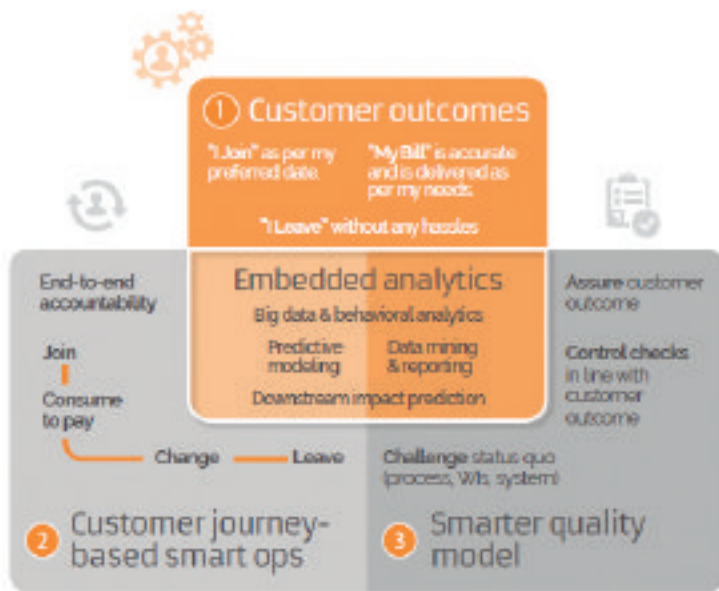 1 Customer outcomes
"I Join" as per my
preferred date.
"My Bill" is accurate
and is delivered as
per my needs.
"I Leave" without any hassles
End-to-end
accountability
Join
Consume
to pay
Change
Leave
Embedded analytics
Big data & behavioral analytics
Predictive
modeling
Data mining
& reporting
Downstream impact prediction
Assure customer
outcome
Control checks
in line with
customer
outcome
Challenge status quo
(process, WIs, system)
2 Customer journey-
based smart ops
3 Smarter quality
model